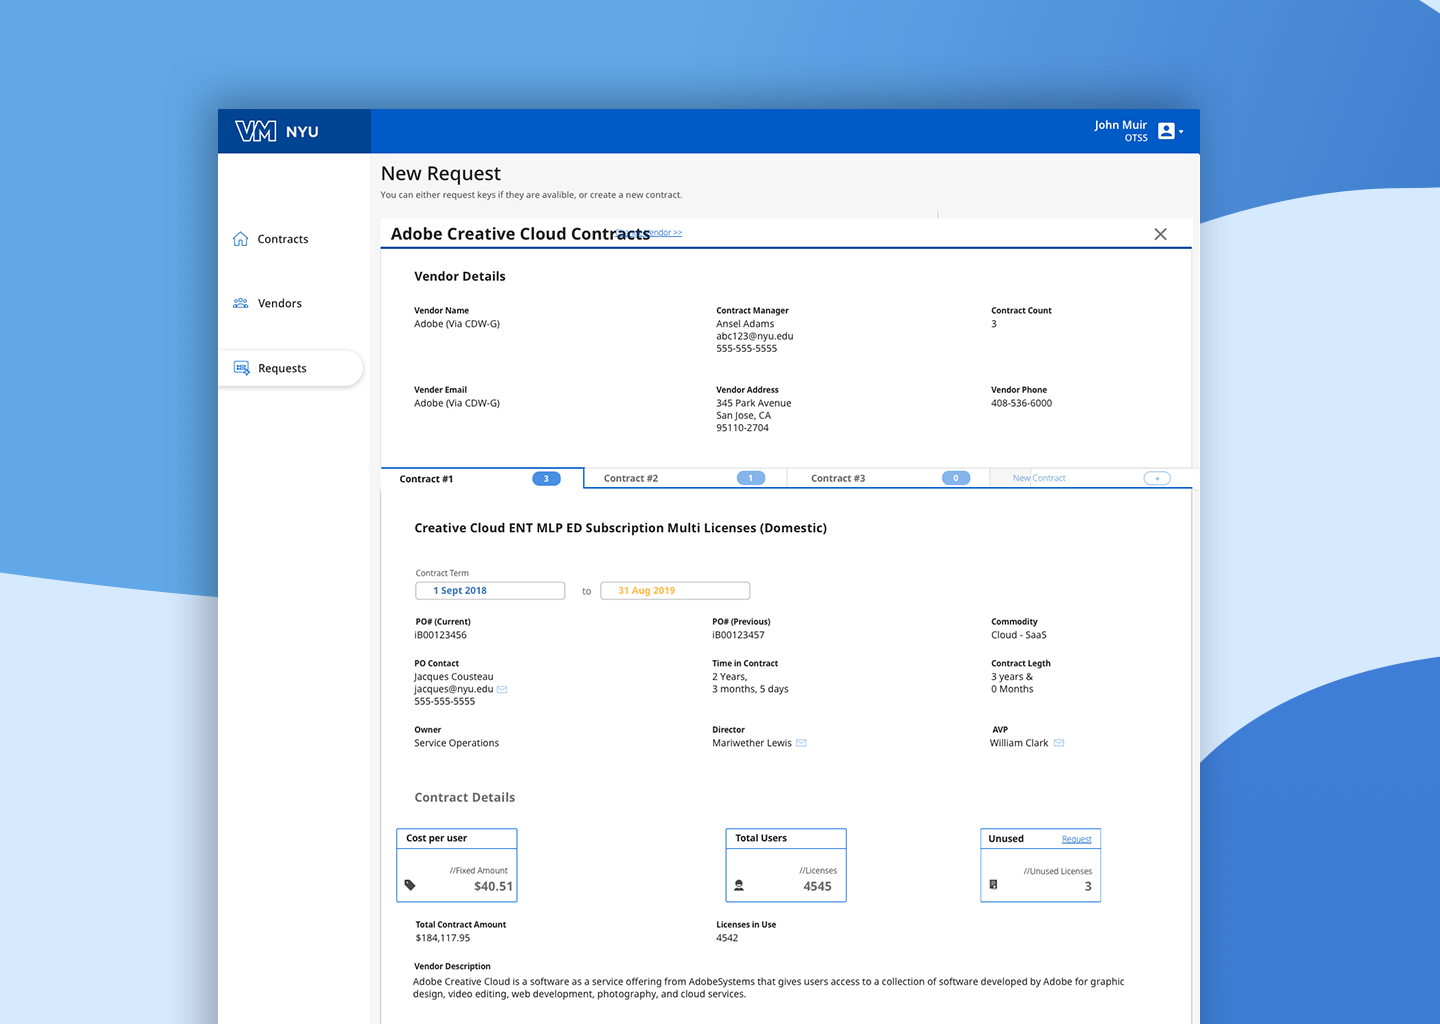 VM NYU
John Muir
OTSS
New Request
You can either request keys if they are avalible, or create a new contract.
Contracts
Vendors
Requests
Adobe Creative Cloud Contracts
endor >>
Vendor Details
Vendor Name
Adobe (Via CDW-G)
Contract Manager
Ansel Adams
abc123@nyu.edu
555-555-5555
Contract Count
3
Vender Email
Adobe (Via CDW-G)
Vendor Address
345 Park Avenue
San Jose, CA
95110-2704
Vendor Phone
408-536-6000
Contract #1 3 Contract #2 1 Contract #3 0 New Contract +
Creative Cloud ENT MLP ED Subscription Multi Licenses (Domestic)
Contract Term
1 Sept 2018 to 31 Aug 2019
PO# (Current)
iB00123456
PO# (Previous)
iB00123457
Commodity
Cloud - SaaS
PO Contact
Jacques Cousteau
jacques@nyu.edu
555-555-5555
Time in Contract
2 Years,
3 months, 5 days
Contract Legth
3 years &
0 Months
Owner
Service Operations
Director
Mariwether Lewis
AVP
William Clark
Contract Details
Cost per user
//Fixed Amount
$40.51
Total Users
//Licenses
4545
Unused Request
//Unused Licenses
3
Total Contract Amount
$184,117.95
Licenses in Use
4542
Vendor Description
Adobe Creative Cloud is a software as a service offering from AdobeSystems that gives users access to a collection of software developed by Adobe for graphic
design, video editing, web development, photography, and cloud services.